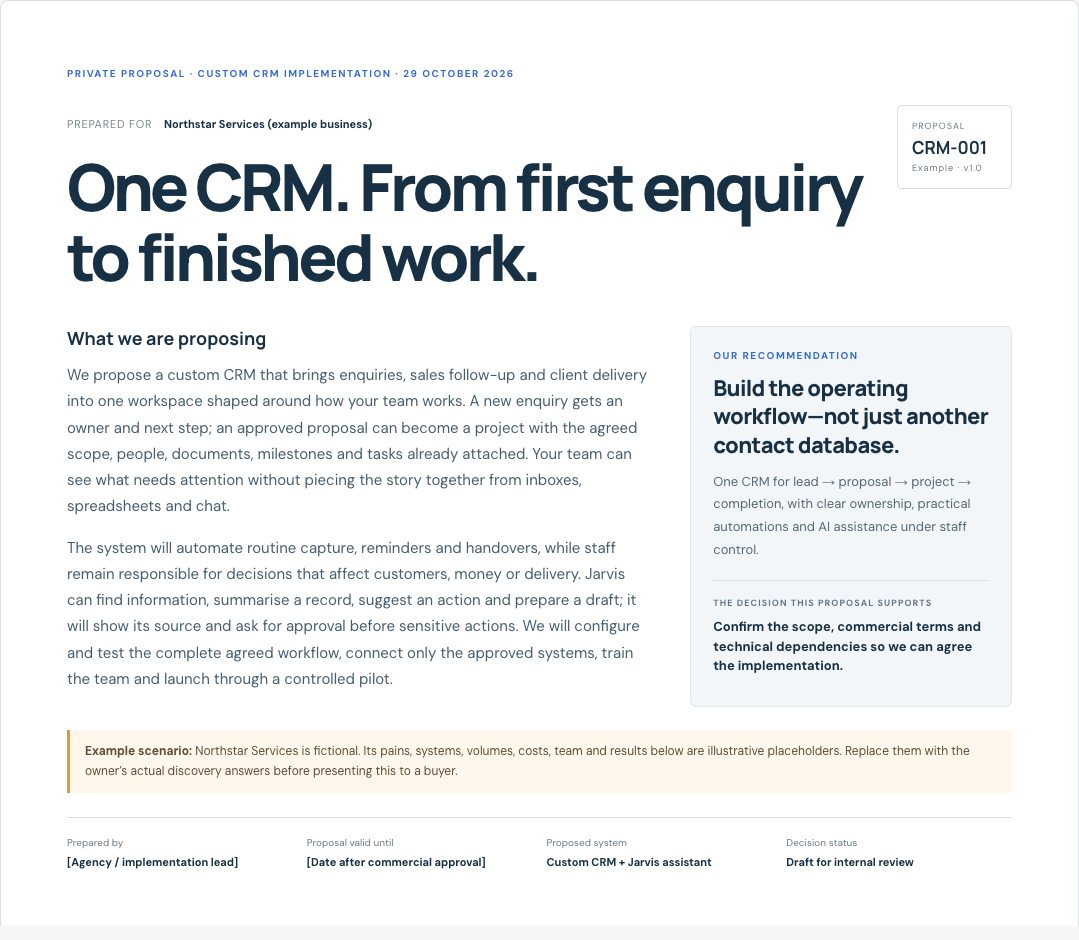 PRIVATE PROPOSAL · CUSTOM CRM IMPLEMENTATION · 29 OCTOBER 2026
PREPARED FOR Northstar Services (example business)
PROPOSAL
CRM-001
Example · v1.0
One CRM. From first enquiry
to finished work.
What we are proposing
We propose a custom CRM that brings enquiries, sales follow-up and client delivery
into one workspace shaped around how your team works. A new enquiry gets an
owner and next step; an approved proposal can become a project with the agreed
scope, people, documents, milestones and tasks already attached. Your team can
see what needs attention without piecing the story together from inboxes,
spreadsheets and chat.
The system will automate routine capture, reminders and handovers, while staff
remain responsible for decisions that affect customers, money or delivery. Jarvis
can find information, summarise a record, suggest an action and prepare a draft; it
will show its source and ask for approval before sensitive actions. We will configure
and test the complete agreed workflow, connect only the approved systems, train
the team and launch through a controlled pilot.
OUR RECOMMENDATION
Build the operating
workflow—not just another
contact database.
One CRM for lead → proposal → project →
completion, with clear ownership, practical
automations and AI assistance under staff
control.
THE DECISION THIS PROPOSAL SUPPORTS
Confirm the scope, commercial terms and
technical dependencies so we can agree
the implementation.
Example scenario: Northstar Services is fictional. Its pains, systems, volumes, costs, team and results below are illustrative placeholders. Replace them with the
owner's actual discovery answers before presenting this to a buyer.
Prepared by
[Agency / implementation lead]
Proposal valid until
[Date after commercial approval]
Proposed system
Custom CRM + Jarvis assistant
Decision status
Draft for internal review